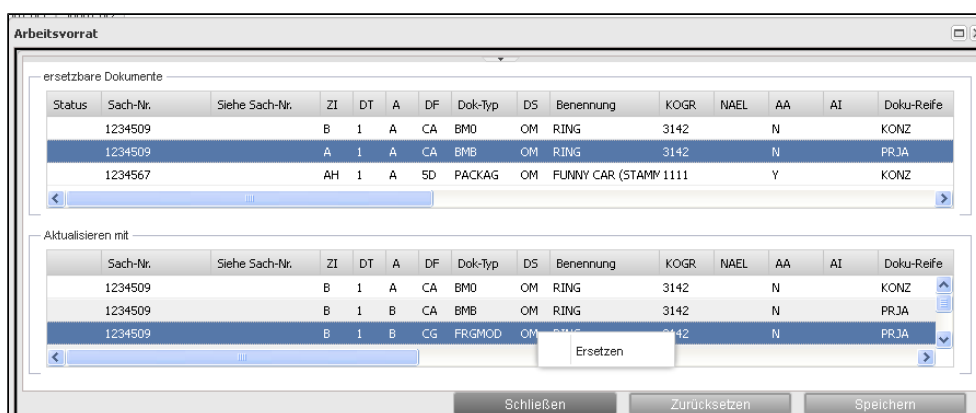 Arbeitsvorrat
ersetzbare Dokumente
Status Sach-Nr. Siehe Sach-Nr. ZI DT A DF Dok-Typ DS Benennung KOGR NAEL AA AI Doku-Reife
1234509 B 1 A CA BM0 RING 3142 N KONZ
1234509 A 1 A CA BMB OM RING 3142 N PRJA
1234567 AH 1 A 5D PACKAG OM FUNNY CAR (STAMM 1111 Y KONZ
Aktualisieren mit
Sach-Nr. Siehe Sach-Nr. ZI DT A DF Dok-Typ DS Benennung KOGR NAEL AA AI Doku-Reife
1234509 B 1 A CA BM0 OM RING 3142 N KONZ
1234509 B 1 B CA BMB OM RING 3142 N PRJA
1234509 B 1 B CG FRGMOD OM RING 3142 N PRJA
Ersetzen
Schließen Zurücksetzen Speichern